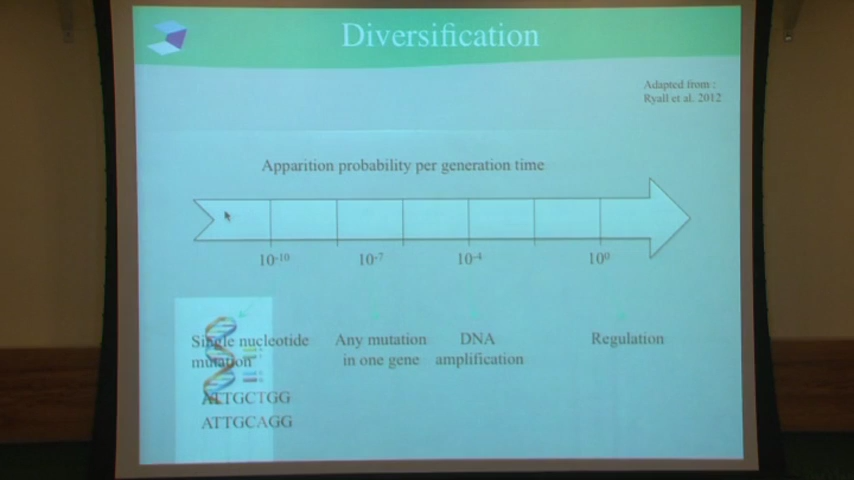 Diversification
Adapted from :
Ryall et al. 2012
Apparition probability per generation time
10⁻¹⁰ 10⁻⁷ 10⁻⁴ 10⁰
Single nucleotide
mutation
Any mutation
in one gene
DNA
amplification
Regulation
ATTGCTGG
ATTGCAGG